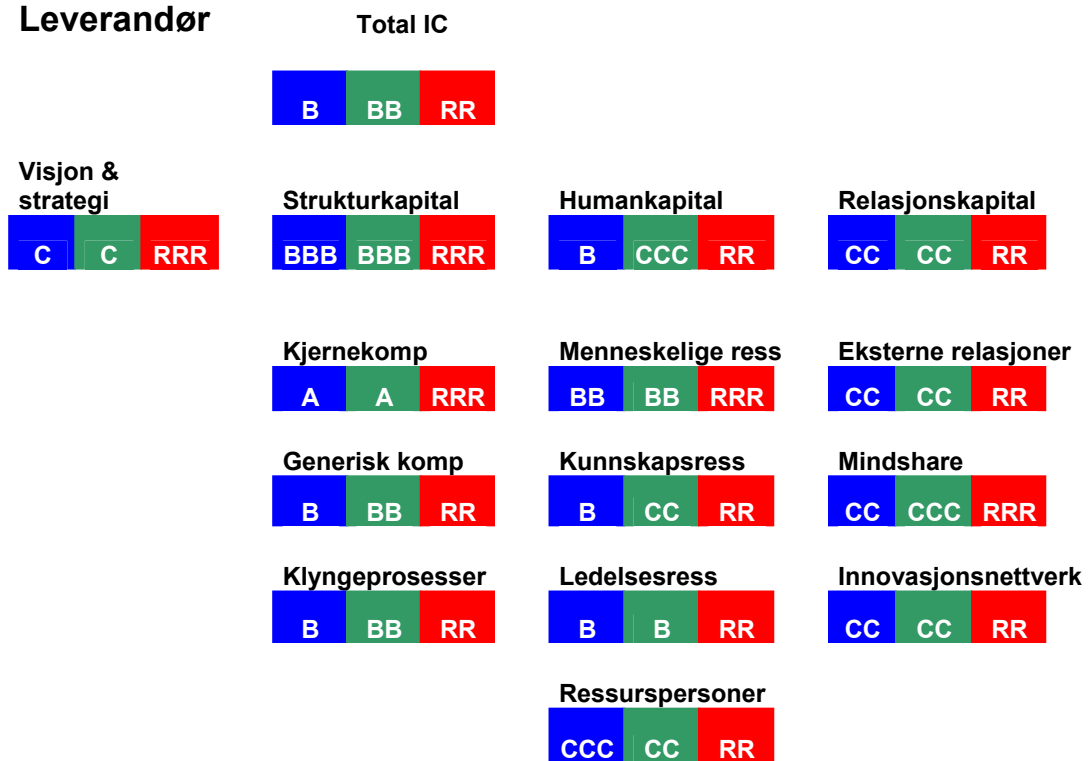 Leverandør
Total IC
B BB RR
Visjon &
strategi
Strukturkapital Humankapital Relasjonskapital
C C RRR BBB BBB RRR B CCC RR CC CC RR
Kjernekomp Menneskelige ress Eksterne relasjoner
A A RRR BB BB RRR CC CC RR
Generisk komp Kunnskapsress Mindshare
B BB RR B CC RR CC CCC RRR
Klyngeprosesser Ledelsesress Innovasjonsnettverk
B BB RR B B RR CC CC RR
Ressurspersoner
CCC CC RR